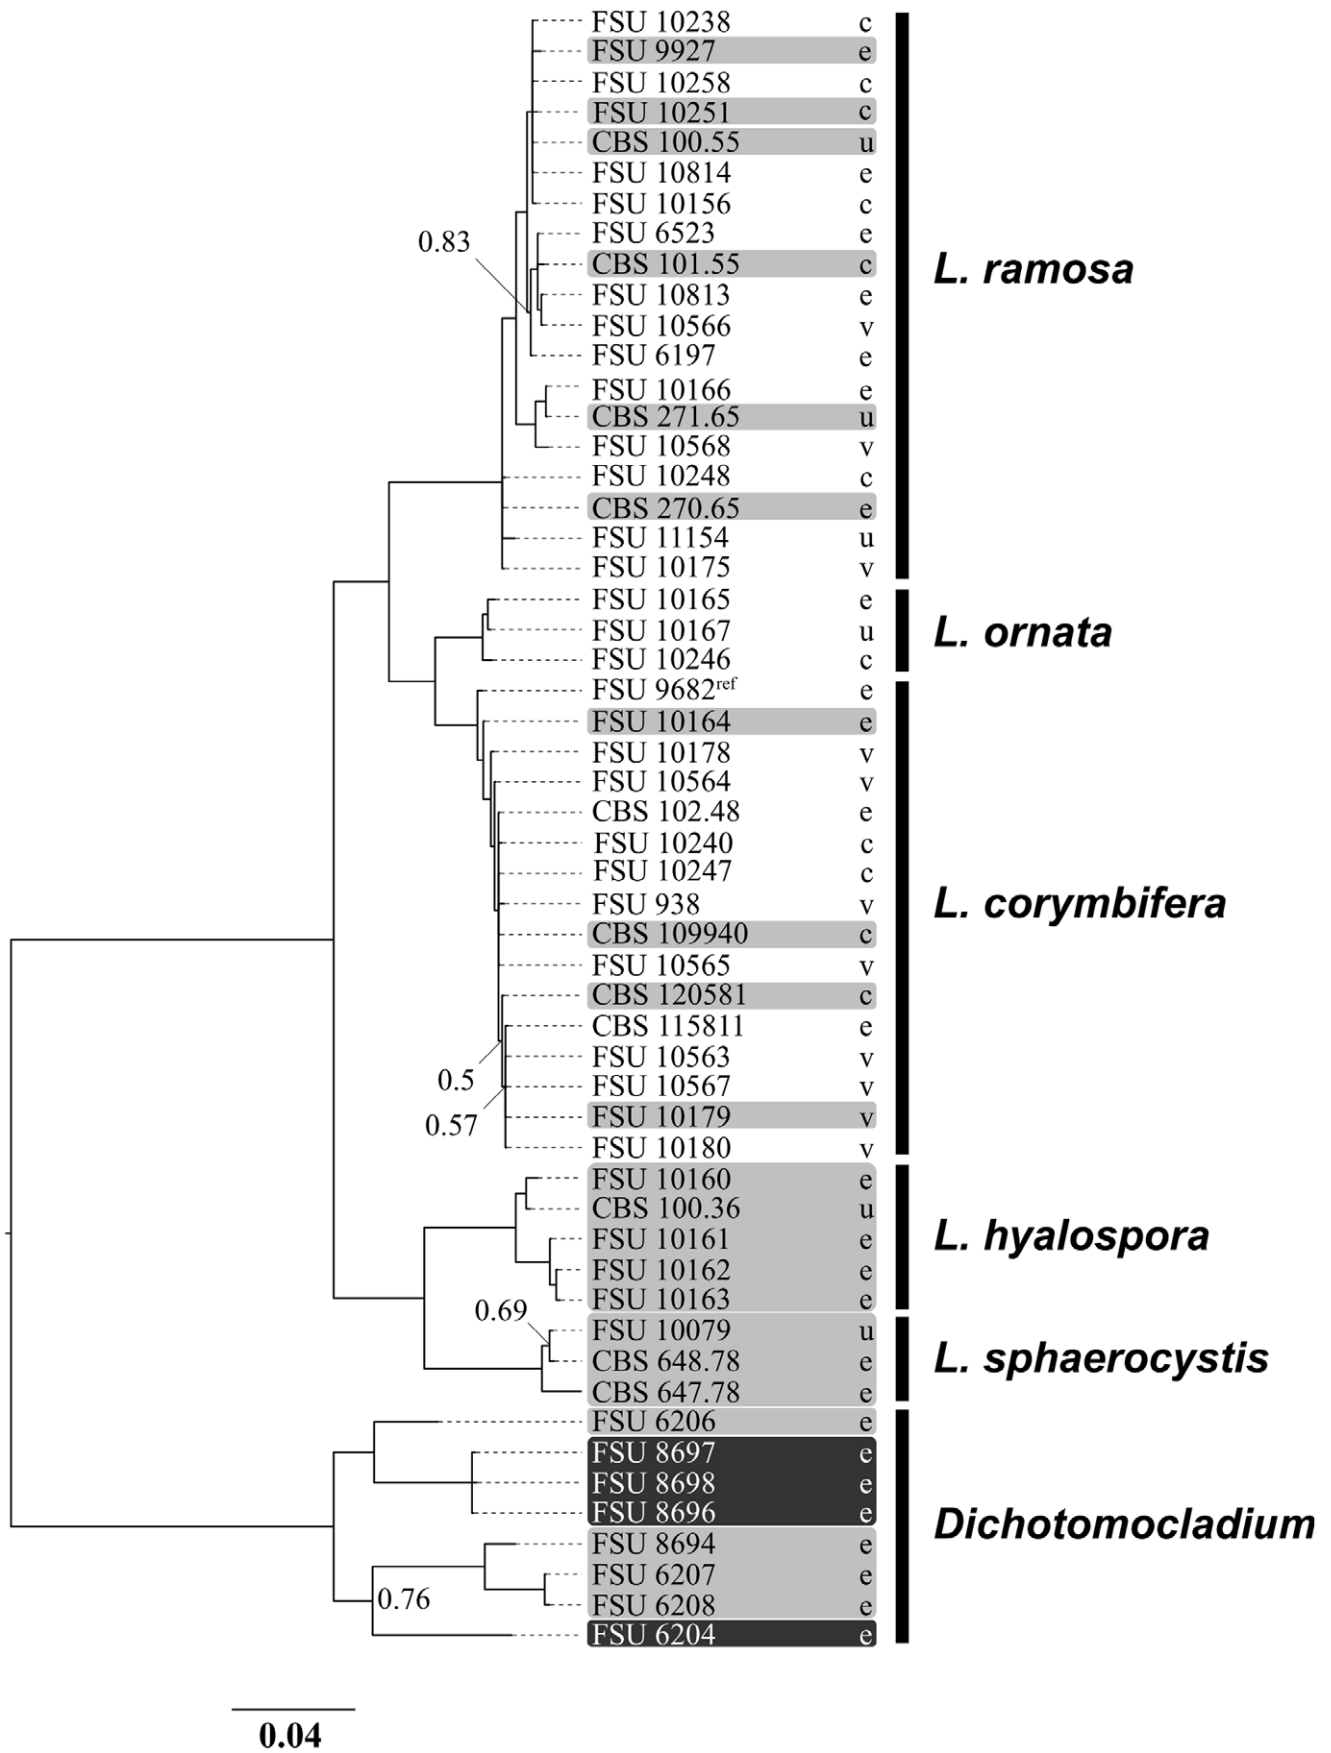 FSU 10238 c
FSU 9927 e
FSU 10258 c
FSU 10251 c
CBS 100.55 u
FSU 10814 e
FSU 10156 c
FSU 6523 e
0.83
CBS 101.55 c
L. ramosa
FSU 10813 e
FSU 10566 v
FSU 6197 e
FSU 10166 e
CBS 271.65 u
FSU 10568 v
FSU 10248 c
CBS 270.65 e
FSU 11154 u
FSU 10175 v
FSU 10165 e
FSU 10167 u
L. ornata
FSU 10246 c
FSU 9682ref e
FSU 10164 e
FSU 10178 v
FSU 10564 v
CBS 102.48 e
FSU 10240 c
FSU 10247 c
FSU 938 v
L. corymbifera
CBS 109940 c
FSU 10565 v
CBS 120581 c
CBS 115811 e
FSU 10563 v
0.5
FSU 10567 v
FSU 10179 v
0.57
FSU 10180 v
FSU 10160 e
CBS 100.36 u
FSU 10161 e
L. hyalospora
FSU 10162 e
FSU 10163 e
0.69
FSU 10079 u
CBS 648.78 e
L. sphaerocystis
CBS 647.78 e
FSU 6206 e
FSU 8697 e
FSU 8698 e
FSU 8696 e
Dichotomocladium
FSU 8694 e
FSU 6207 e
0.76
FSU 6208 e
FSU 6204 e
0.04